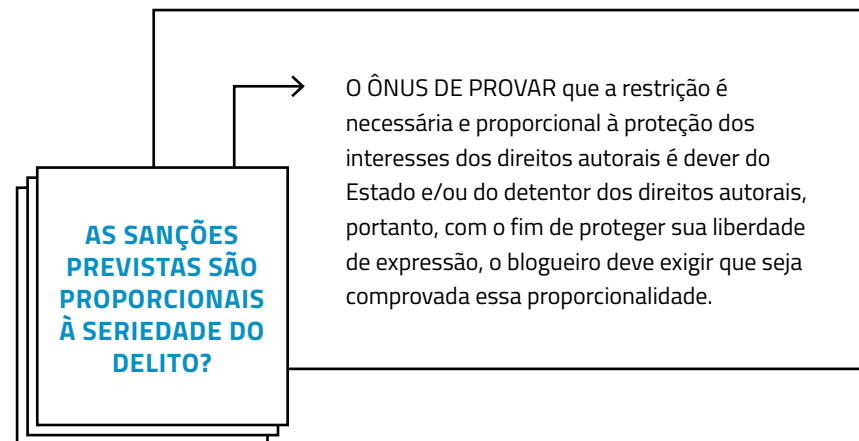 O ÔNUS DE PROVAR que a restrição é
necessária e proporcional à proteção dos
interesses dos direitos autorais é dever do
Estado e/ou do detentor dos direitos autorais,
portanto, com o fim de proteger sua liberdade
de expressão, o blogueiro deve exigir que seja
comprovada essa proporcionalidade.
AS SANÇÕES
PREVISTAS SÃO
PROPORCIONAIS
À SERIEDADE DO
DELITO?